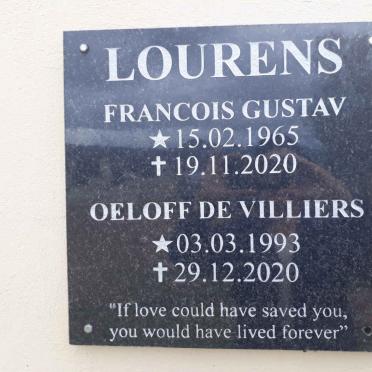 LOURENS
FRANCOIS GUSTAV
★15.02.1965
✝19.11.2020
OELOFF DE VILLIERS
★03.03.1993
✝29.12.2020
"If love could have saved you,
you would have lived forever”